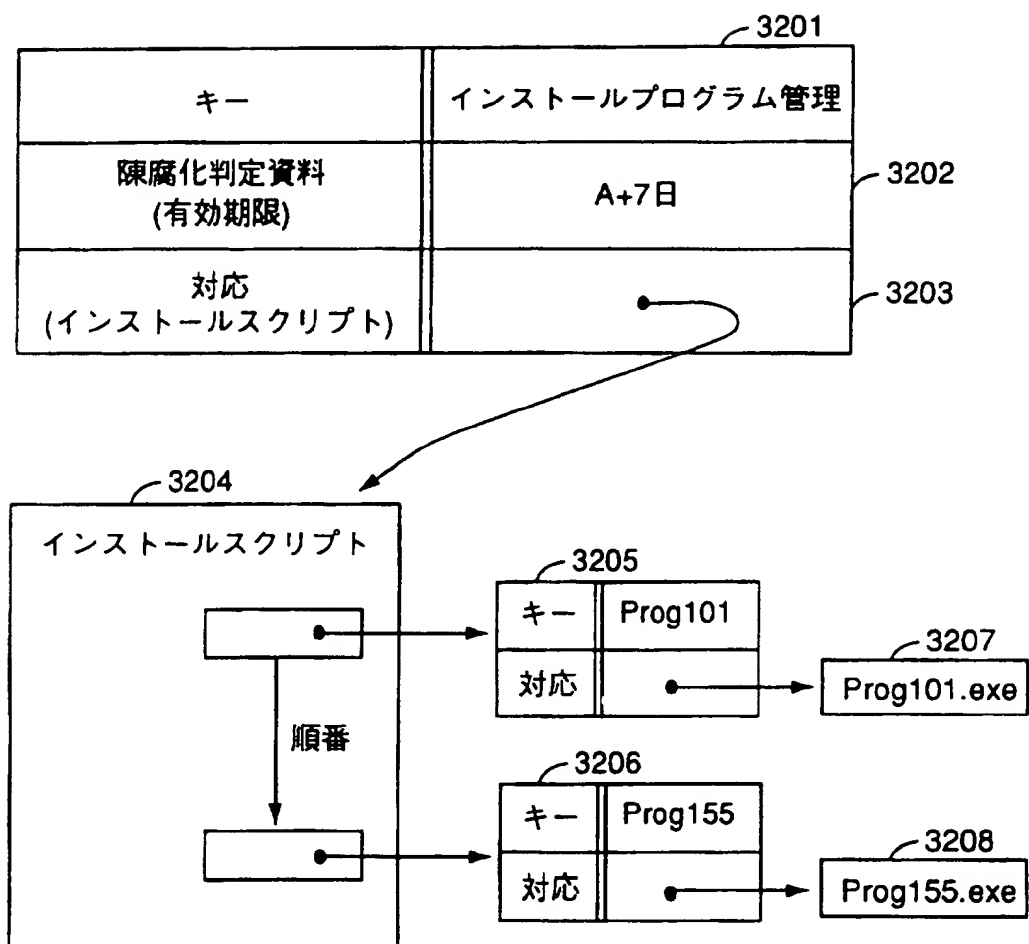 3201
キー
インストールプログラム管理
陳腐化判定資料
(有効期限)
A+7日
3202
対応
(インストールスクリプト)
3203
3204
インストールスクリプト
順番
3205
キー
Prog101
対応
3207
Prog101.exe
3206
キー
Prog155
対応
3208
Prog155.exe